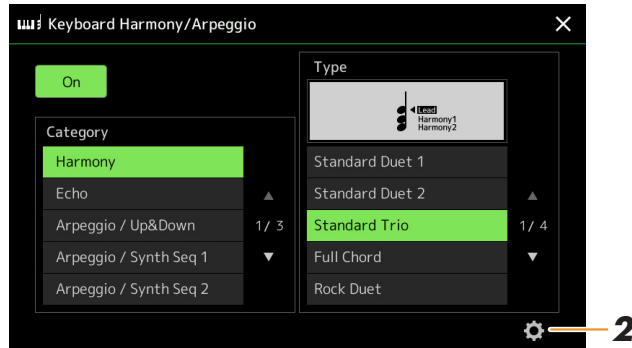 Keyboard Harmony/Arpeggio
On
Category
Harmony
Echo
Arpeggio / Up&Down
Arpeggio / Synth Seq 1
Arpeggio / Synth Seq 2
1/ 3
Type
Lead
Harmony1
Harmony2
Standard Duet 1
Standard Duet 2
Standard Trio
Full Chord
Rock Duet
1/ 4
2